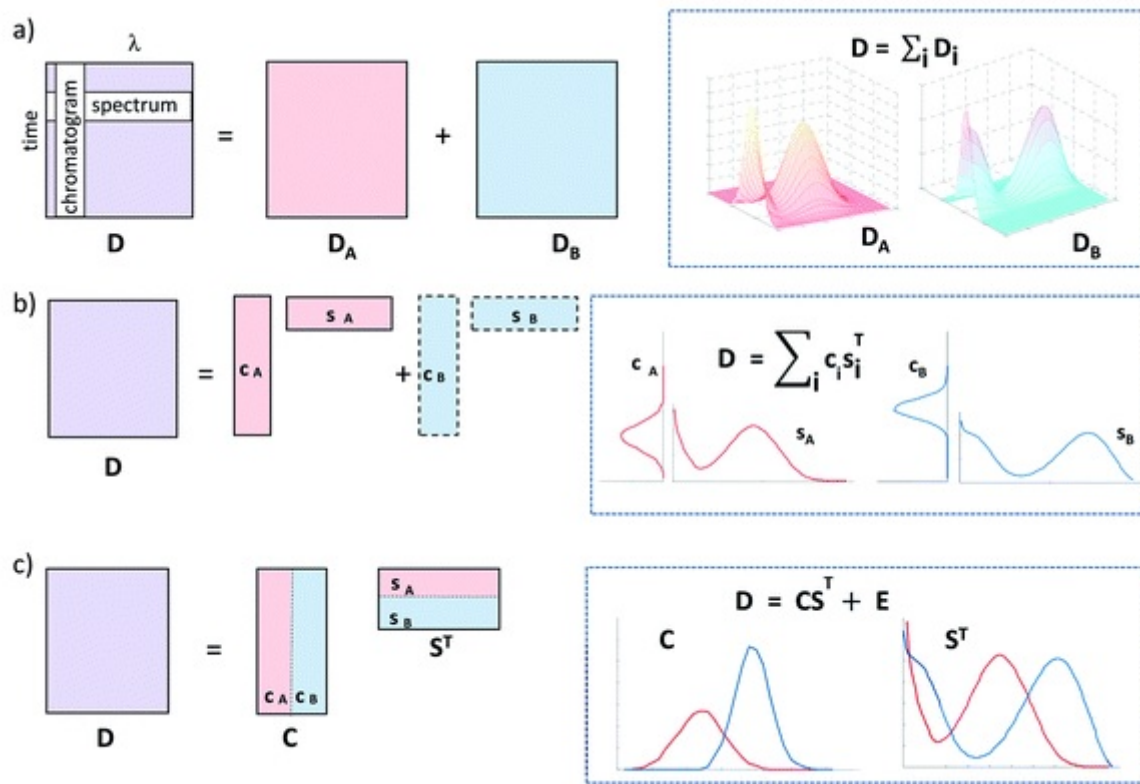 a)
λ
time
chromatogram
spectrum
D
=
D_A
+
D_B
D = ∑_i D_i
D_A
D_B
b)
D
=
c_A
s_A
+
c_B
s_B
D = ∑_i c_i s_i^T
c_A
s_A
c_B
s_B
c)
D
=
c_A c_B
C
s_A
s_B
S^T
D = CS^T + E
C
S^T